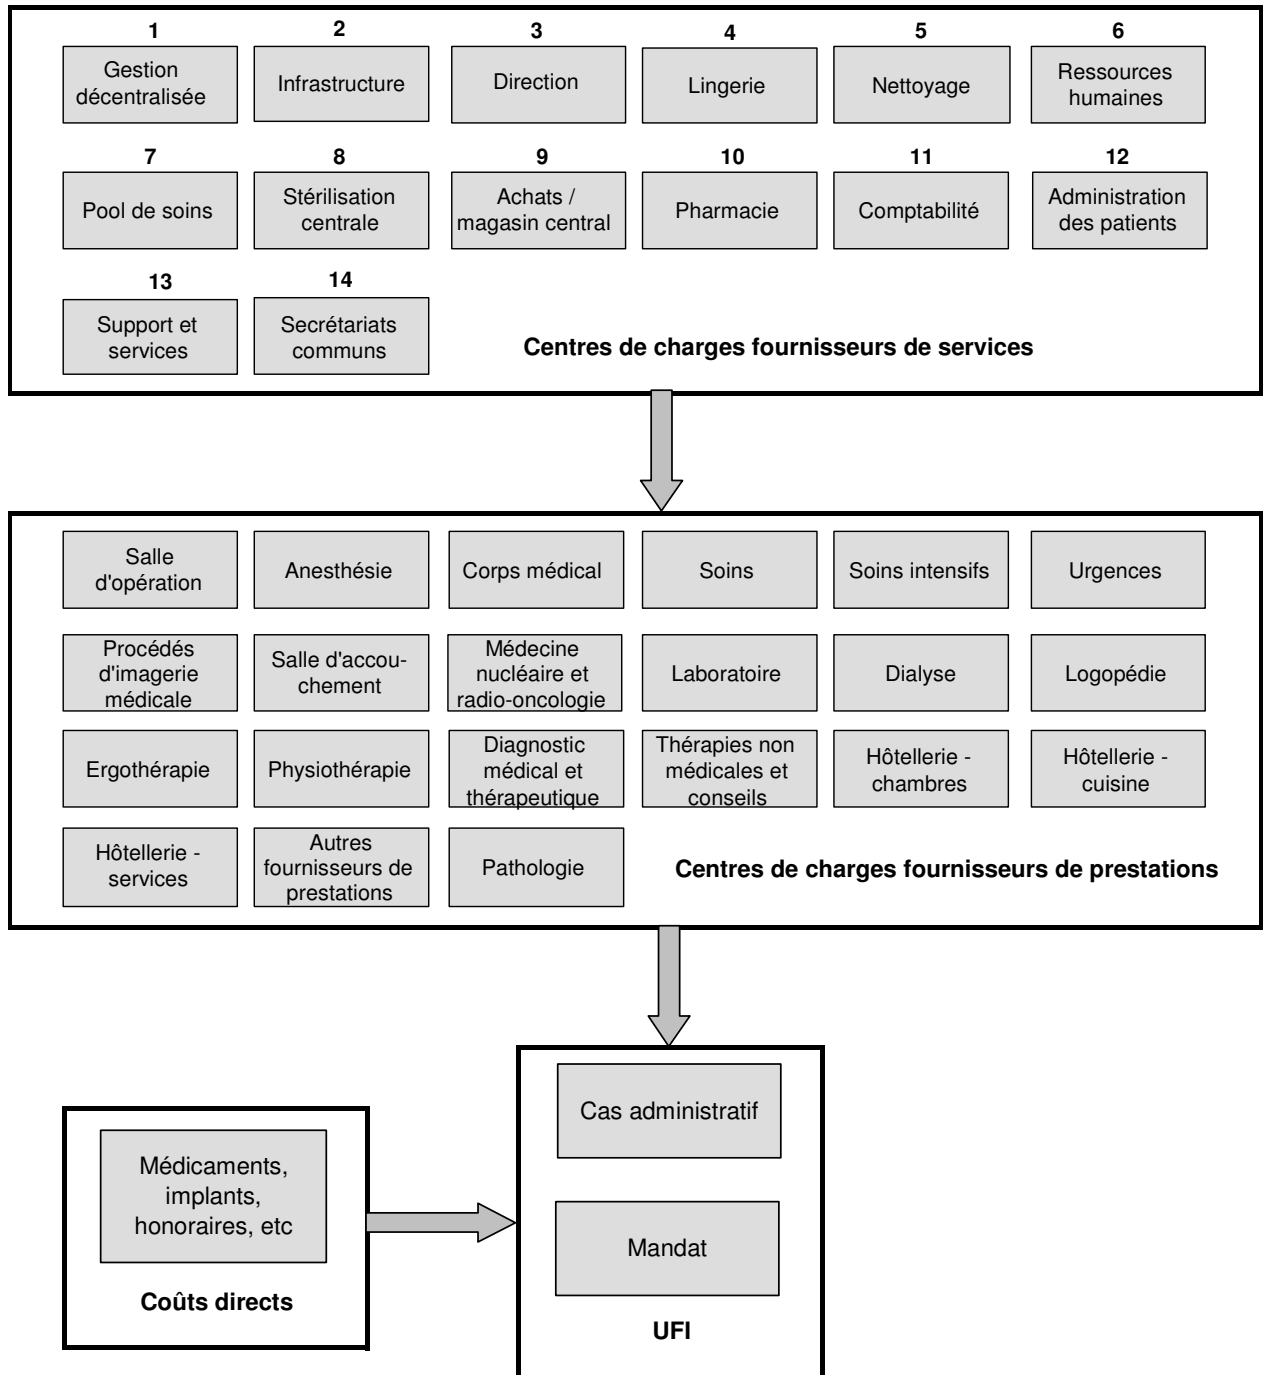 1
2
3
4
5
6
Gestion
décentralisée
Infrastructure
Direction
Lingerie
Nettoyage
Ressources
humaines
7
8
9
10
11
12
Pool de soins
Stérilisation
centrale
Achats /
magasin central
Pharmacie
Comptabilité
Administration
des patients
13
14
Support et
services
Secrétariats
communs
Centres de charges fournisseurs de services
Salle
d'opération
Anesthésie
Corps médical
Soins
Soins intensifs
Urgences
Procédés
d'imagerie
médicale
Salle d'accou-
chement
Médecine
nucléaire et
radio-oncologie
Laboratoire
Dialyse
Logopédie
Ergothérapie
Physiothérapie
Diagnostic
médical et
thérapeutique
Thérapies non
médicales et
conseils
Hôtellerie -
chambres
Hôtellerie -
cuisine
Hôtellerie -
services
Autres
fournisseurs de
prestations
Pathologie
Centres de charges fournisseurs de prestations
Médicaments,
implants,
honoraires, etc
Coûts directs
Cas administratif
Mandat
UFI